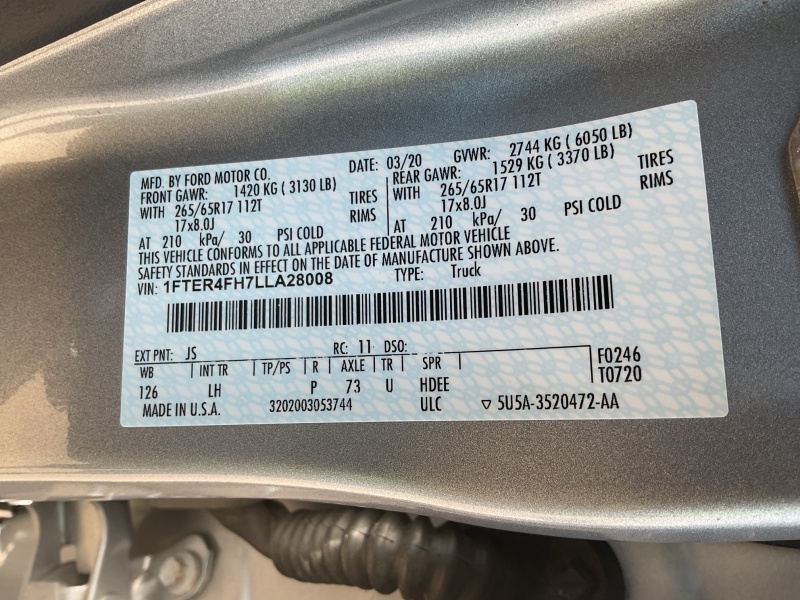 MFD. BY FORD MOTOR CO.
DATE: 03/20 GVWR: 2744 KG ( 6050 LB)
FRONT GAWR: 1420 KG ( 3130 LB) REAR GAWR: 1529 KG ( 3370 LB)
WITH 265/65R17 112T TIRES WITH 265/65R17 112T TIRES
17x8.0J RIMS 17x8.0J RIMS
AT 210 kPa/ 30 PSI COLD AT 210 kPa/ 30 PSI COLD
THIS VEHICLE CONFORMS TO ALL APPLICABLE FEDERAL MOTOR VEHICLE
SAFETY STANDARDS IN EFFECT ON THE DATE OF MANUFACTURE SHOWN ABOVE.
VIN: 1FTER4FH7LLA28008 TYPE: Truck
EXT PNT: JS RC: 11 DSO: F0246
WB INT TR TP/PS R AXLE TR SPR T0720
126 LH P 73 U HDEE
MADE IN U.S.A. 3202003053744 ULC ▽ 5U5A-3520472-AA